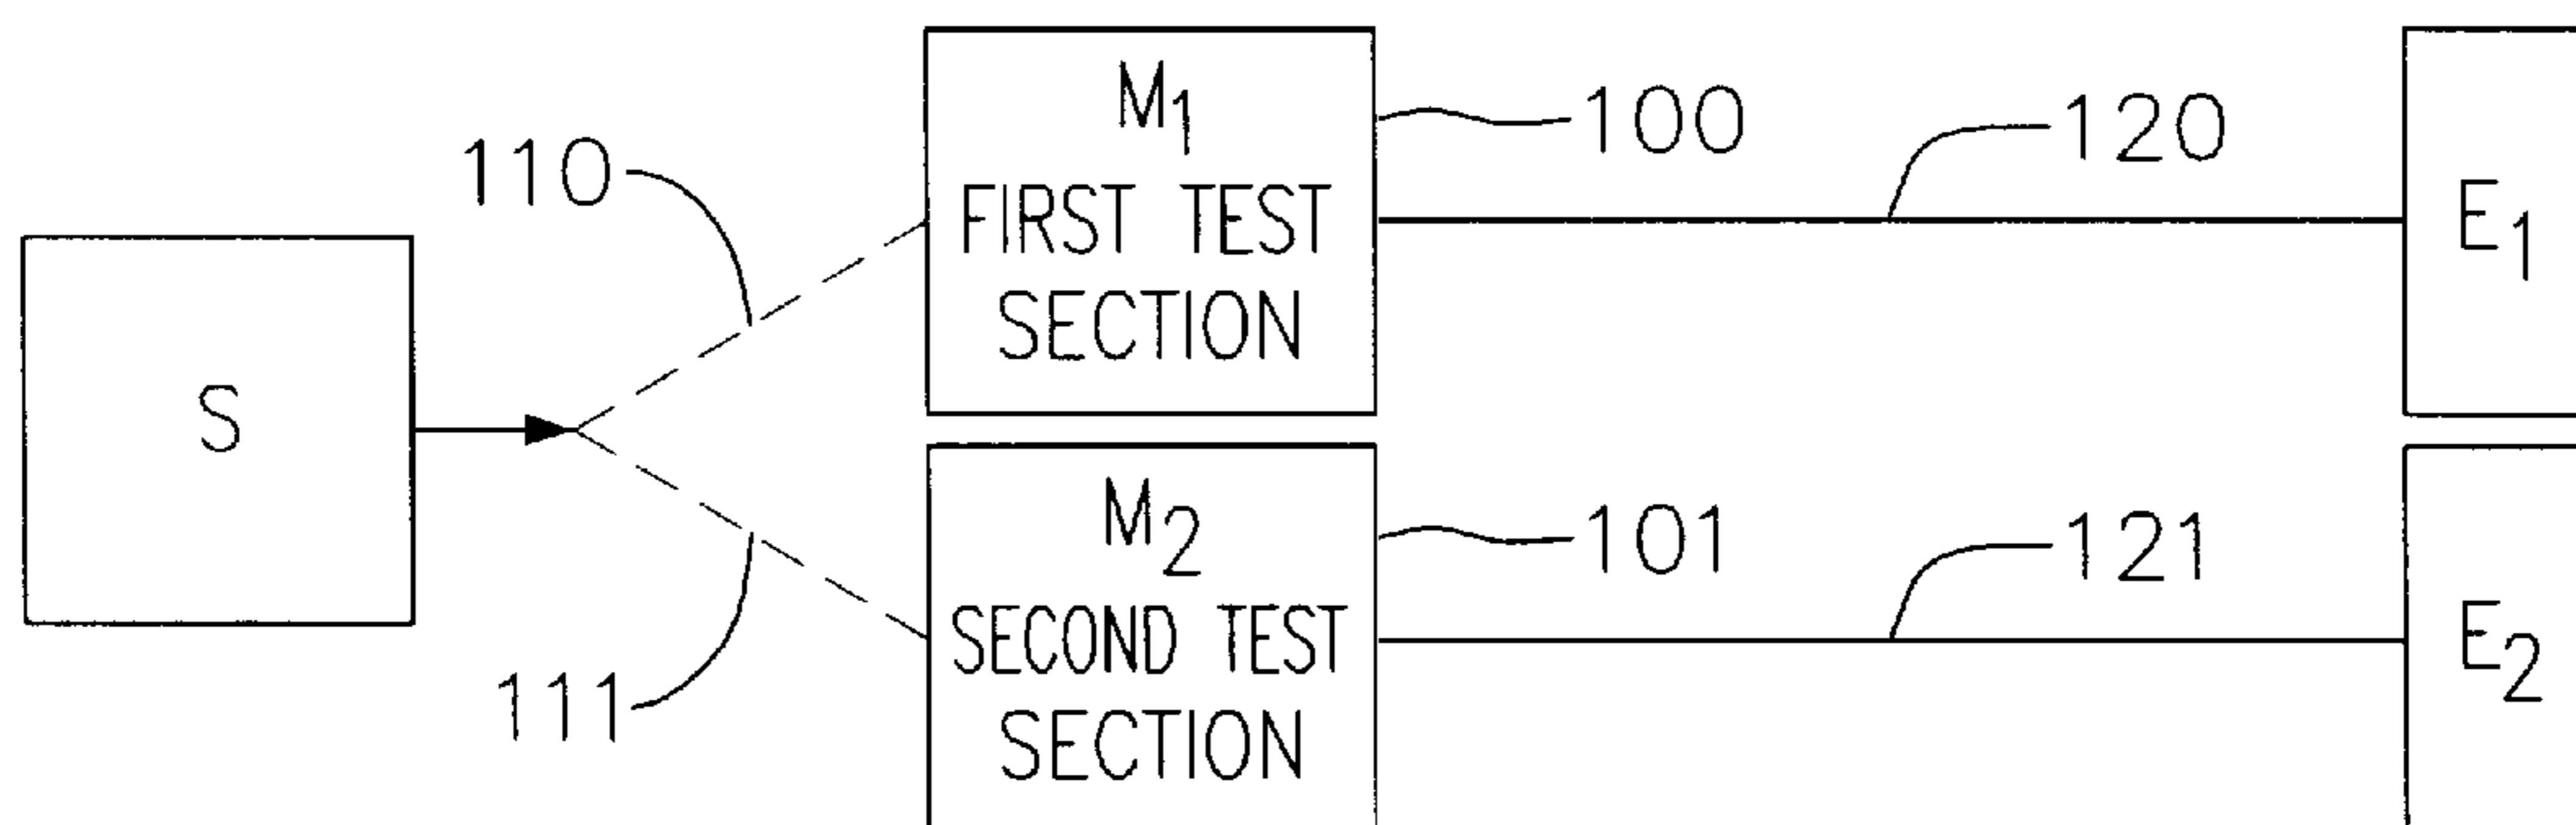 S
110
111
M1
FIRST TEST
SECTION
100
120
E1
M2
SECOND TEST
SECTION
101
121
E2